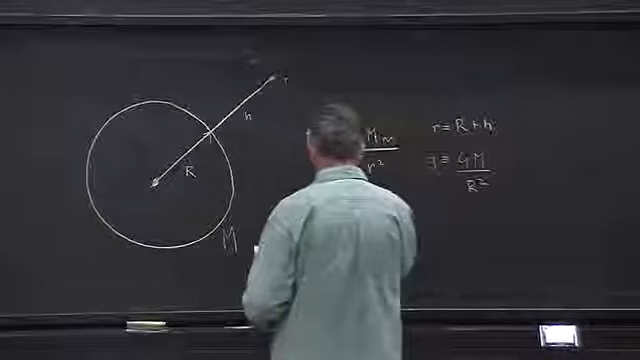 h
R
M
Mm
r²
r = R + h
g = GM
R²